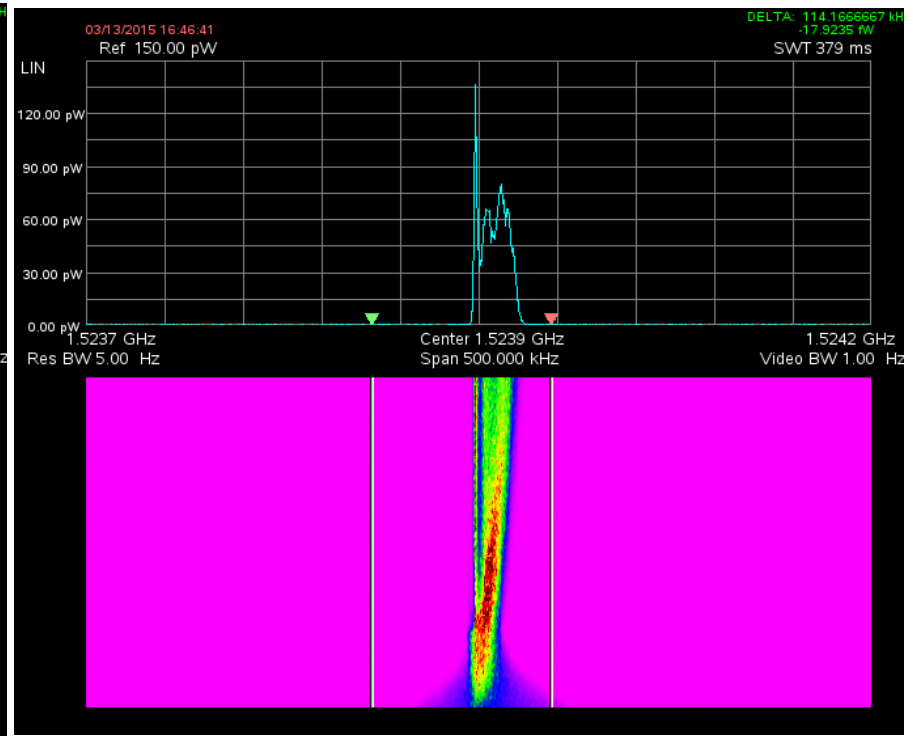 H
DELTA: 114.1666667 kH
03/13/2015 16:46:41
-17.9235 fW
Ref 150.00 pW
SWT 379 ms
LIN
120.00 pW
90.00 pW
60.00 pW
30.00 pW
0.00 pW
1.5237 GHz
Center 1.5239 GHz
1.5242 GHz
z
Res BW 5.00 Hz
Span 500.000 kHz
Video BW 1.00 Hz